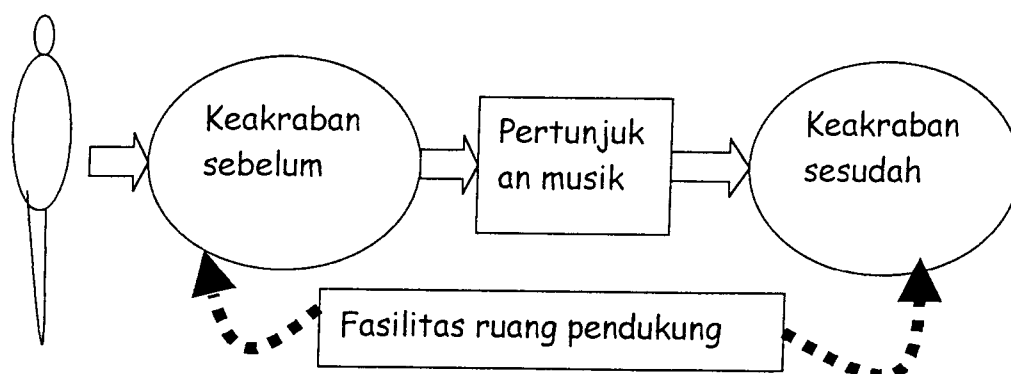 Keakraban
sebelum
Pertunjuk
an musik
Keakraban
sesudah
Fasilitas ruang pendukung